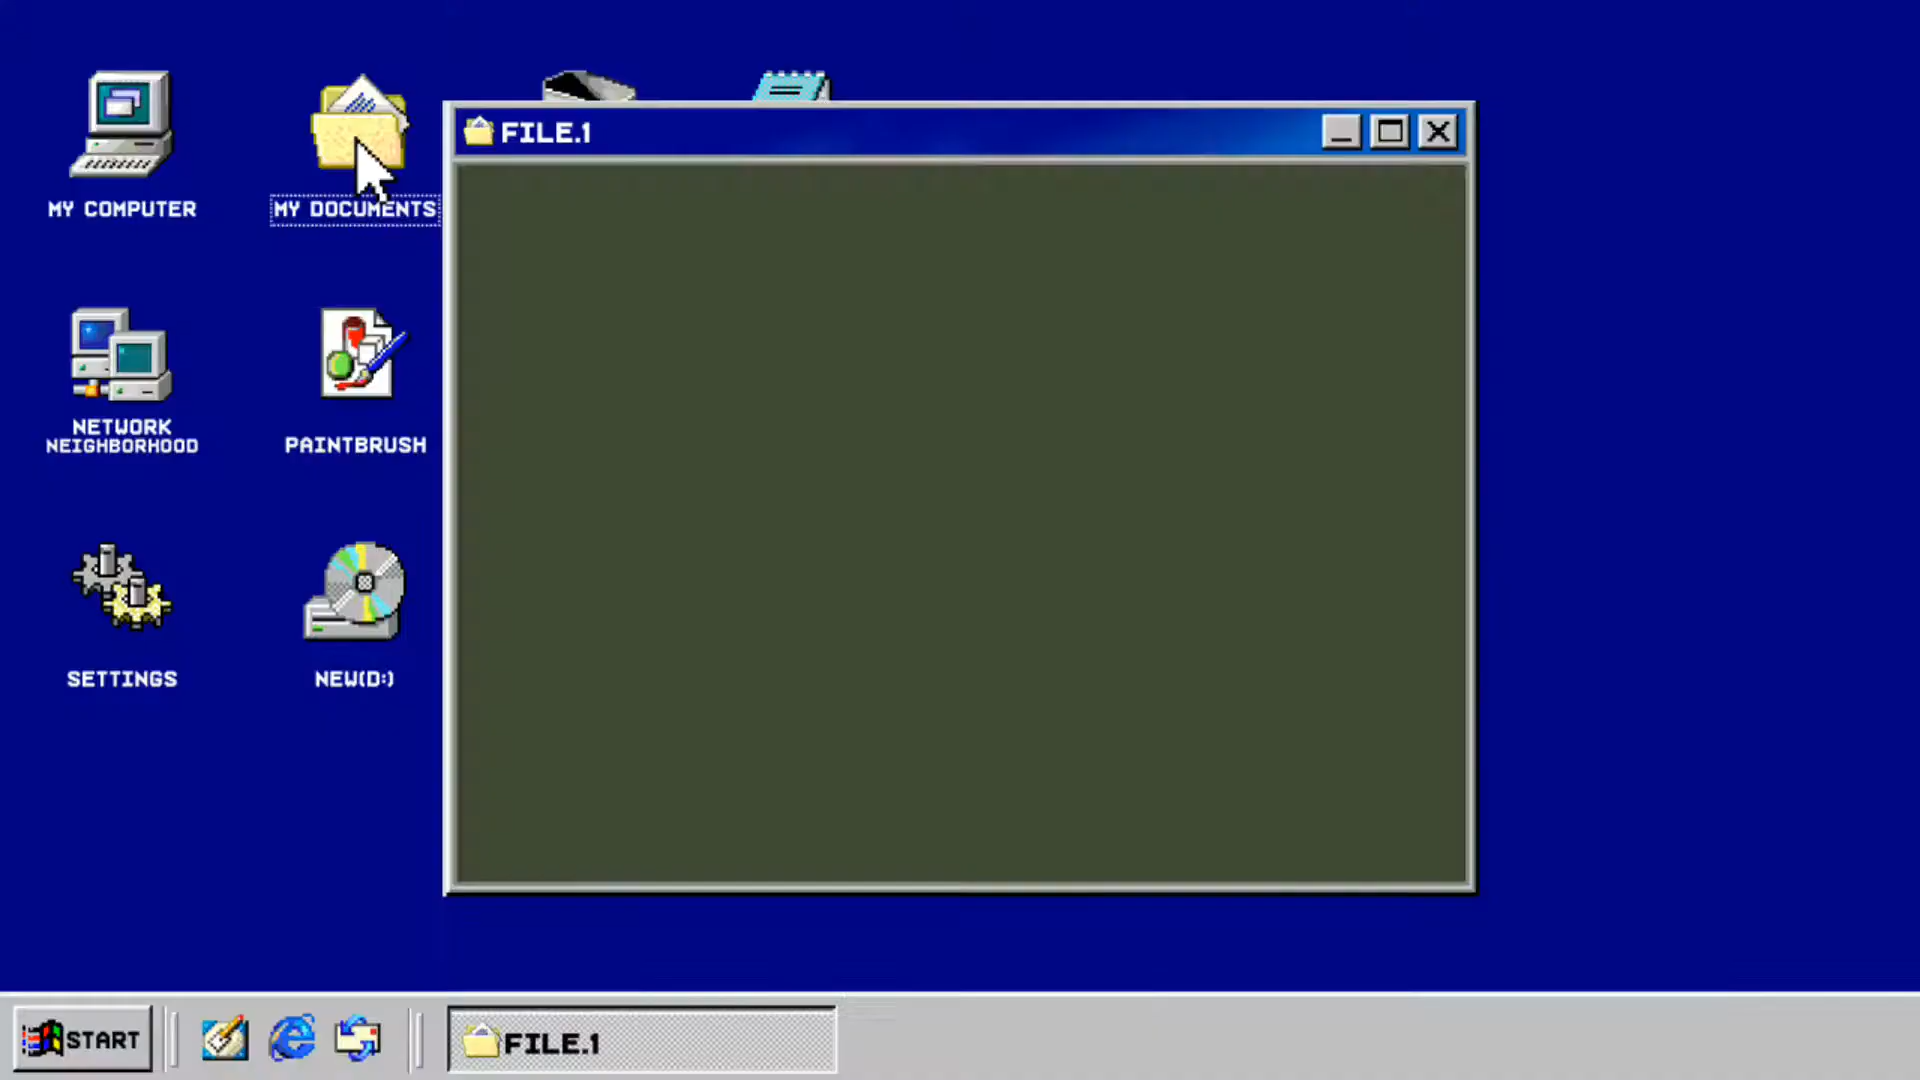 FILE.1
MY COMPUTER
MY DOCUMENTS
NETWORK
NEIGHBORHOOD
PAINTBRUSH
SETTINGS
NEW(D:)
START
FILE.1